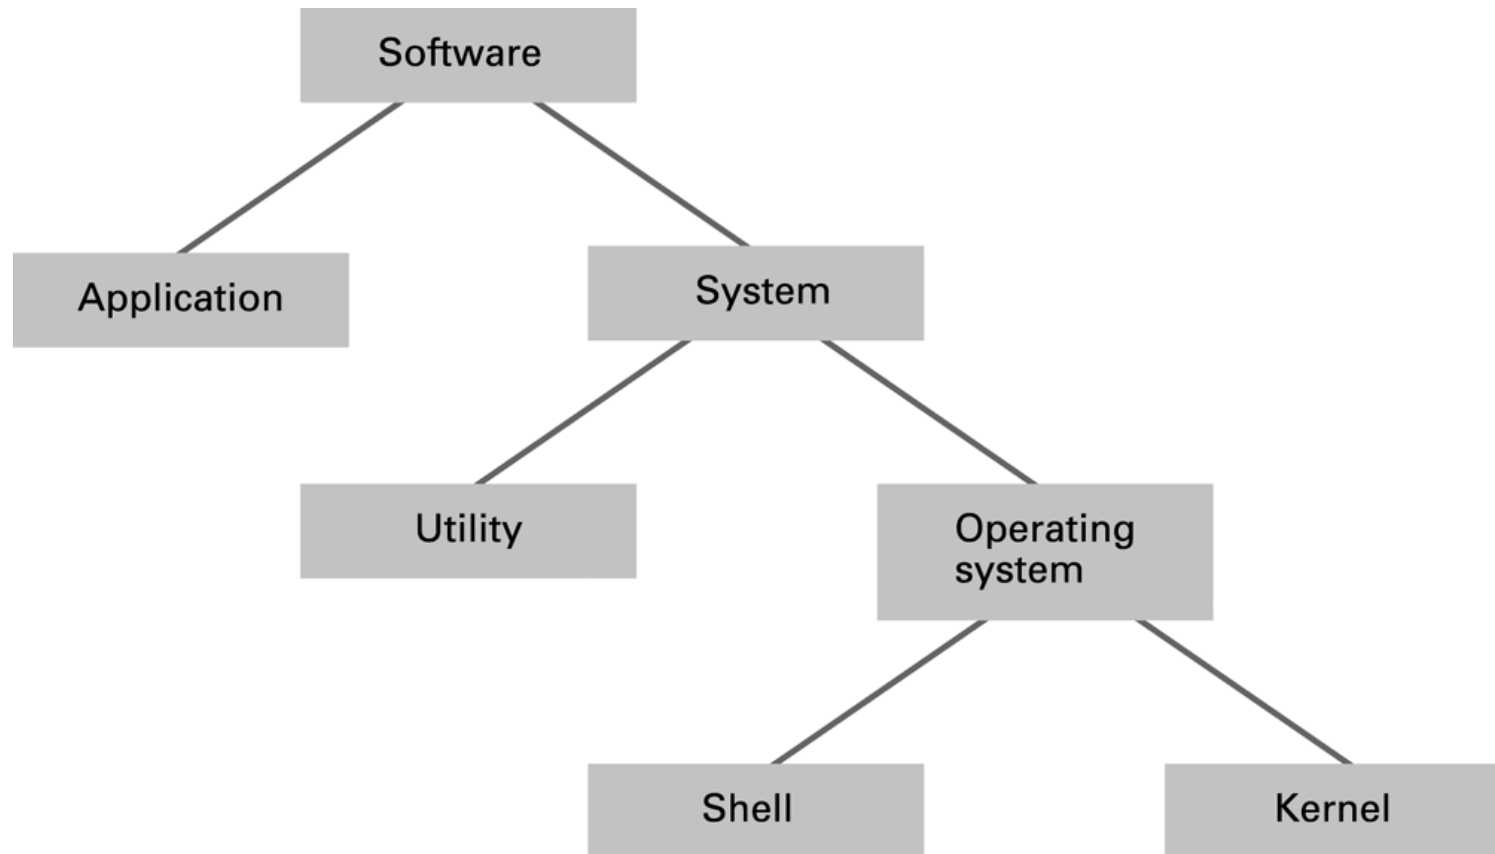 Software
Application
System
Utility
Operating
system
Shell
Kernel